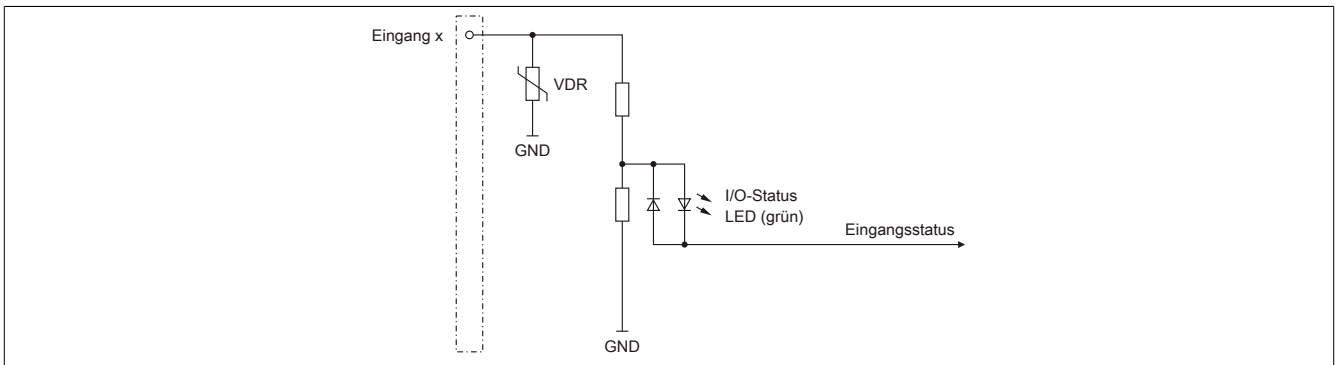 Eingang x
VDR
GND
I/O-Status
LED (grün)
Eingangsstatus
GND